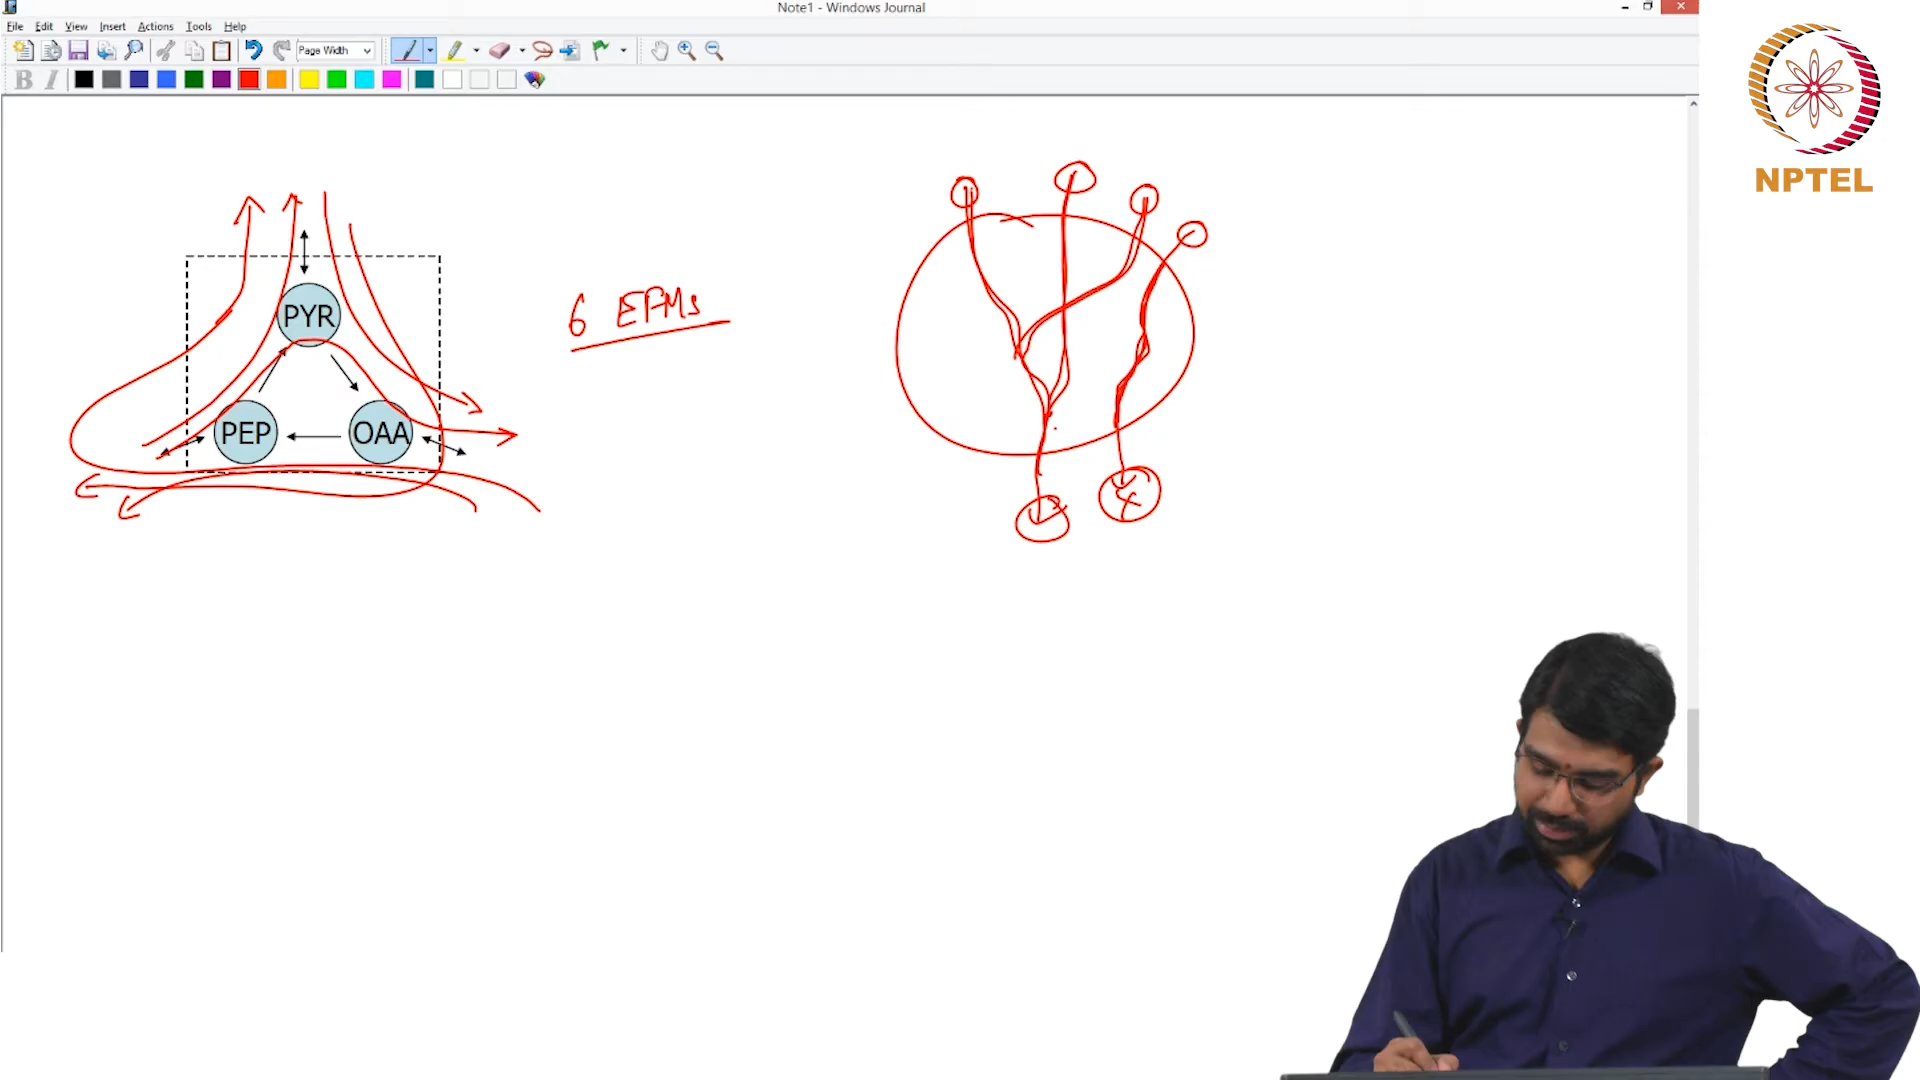 Note1 - Windows Journal
File Edit View Insert Actions Tools Help
Page Width
B I
NPTEL
PYR
PEP
OAA
6 EFMs